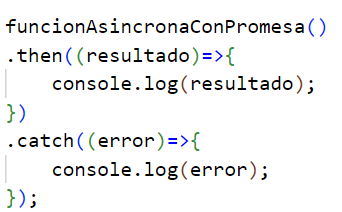 funcionAsincronaConPromesa()
.then((resultado)=>{
    console.log(resultado);
})
.catch((error)=>{
    console.log(error);
});